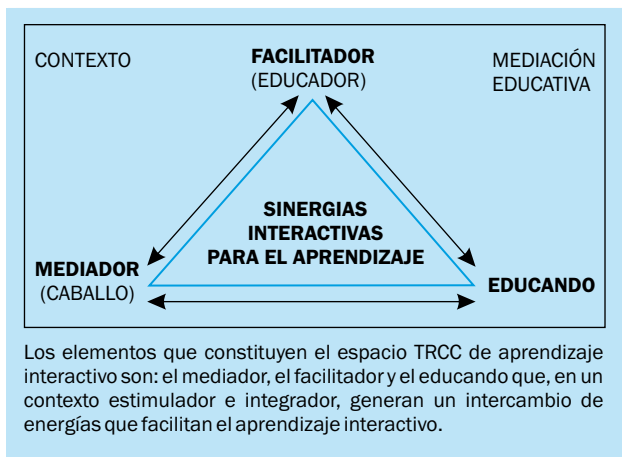 CONTEXTO
FACILITADOR
(EDUCADOR)
MEDIACIÓN
EDUCATIVA
SINERGIAS
INTERACTIVAS
PARA EL APRENDIZAJE
MEDIADOR
(CABALLO)
EDUCANDO
Los elementos que constituyen el espacio TRCC de aprendizaje
interactivo son: el mediador, el facilitador y el educando que, en un
contexto estimulador e integrador, generan un intercambio de
energías que facilitan el aprendizaje interactivo.